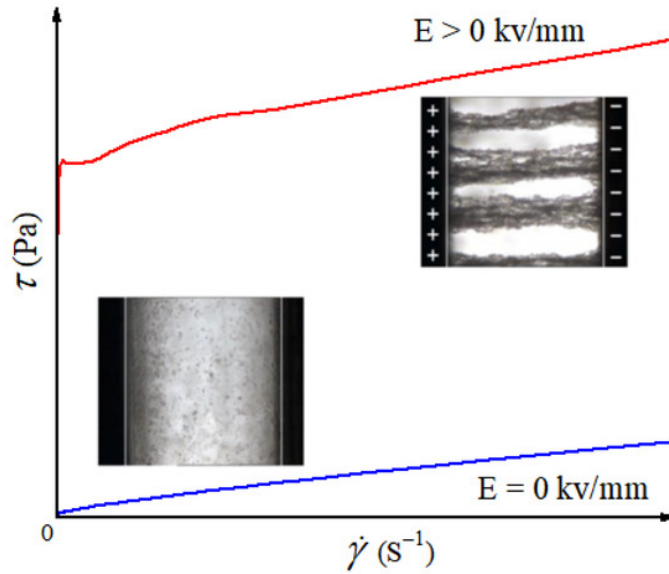 E > 0 kv/mm
+ −
+ −
+ −
+ −
+ −
+ −
+ −
+ −
τ (Pa)
E = 0 kv/mm
0
γ̇ (S⁻¹)